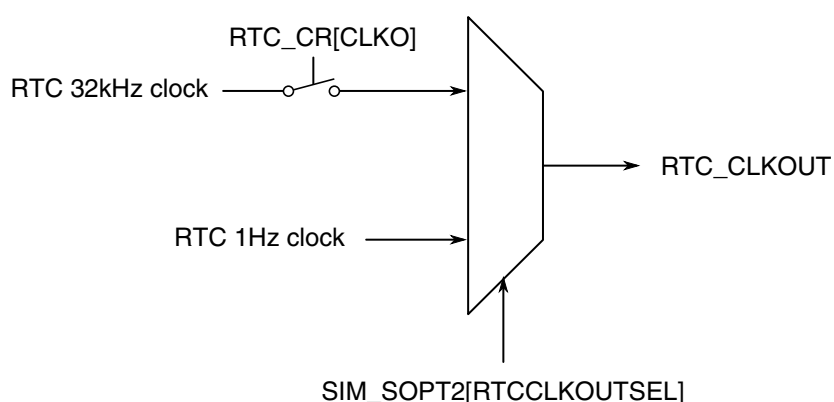 RTC_CR[CLKO]
RTC 32kHz clock
RTC_CLKOUT
RTC 1Hz clock
SIM_SOPT2[RTCCLKOUTSEL]